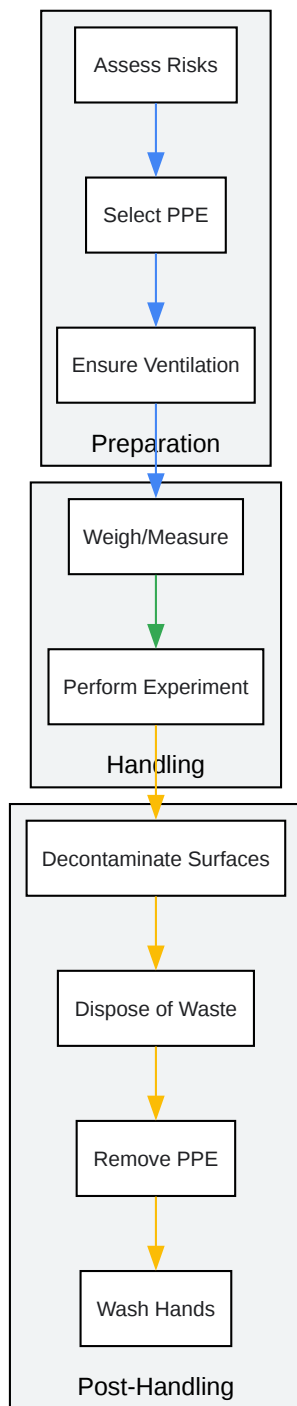 Assess Risks
Select PPE
Ensure Ventilation
Preparation
Weigh/Measure
Perform Experiment
Handling
Decontaminate Surfaces
Dispose of Waste
Remove PPE
Wash Hands
Post-Handling